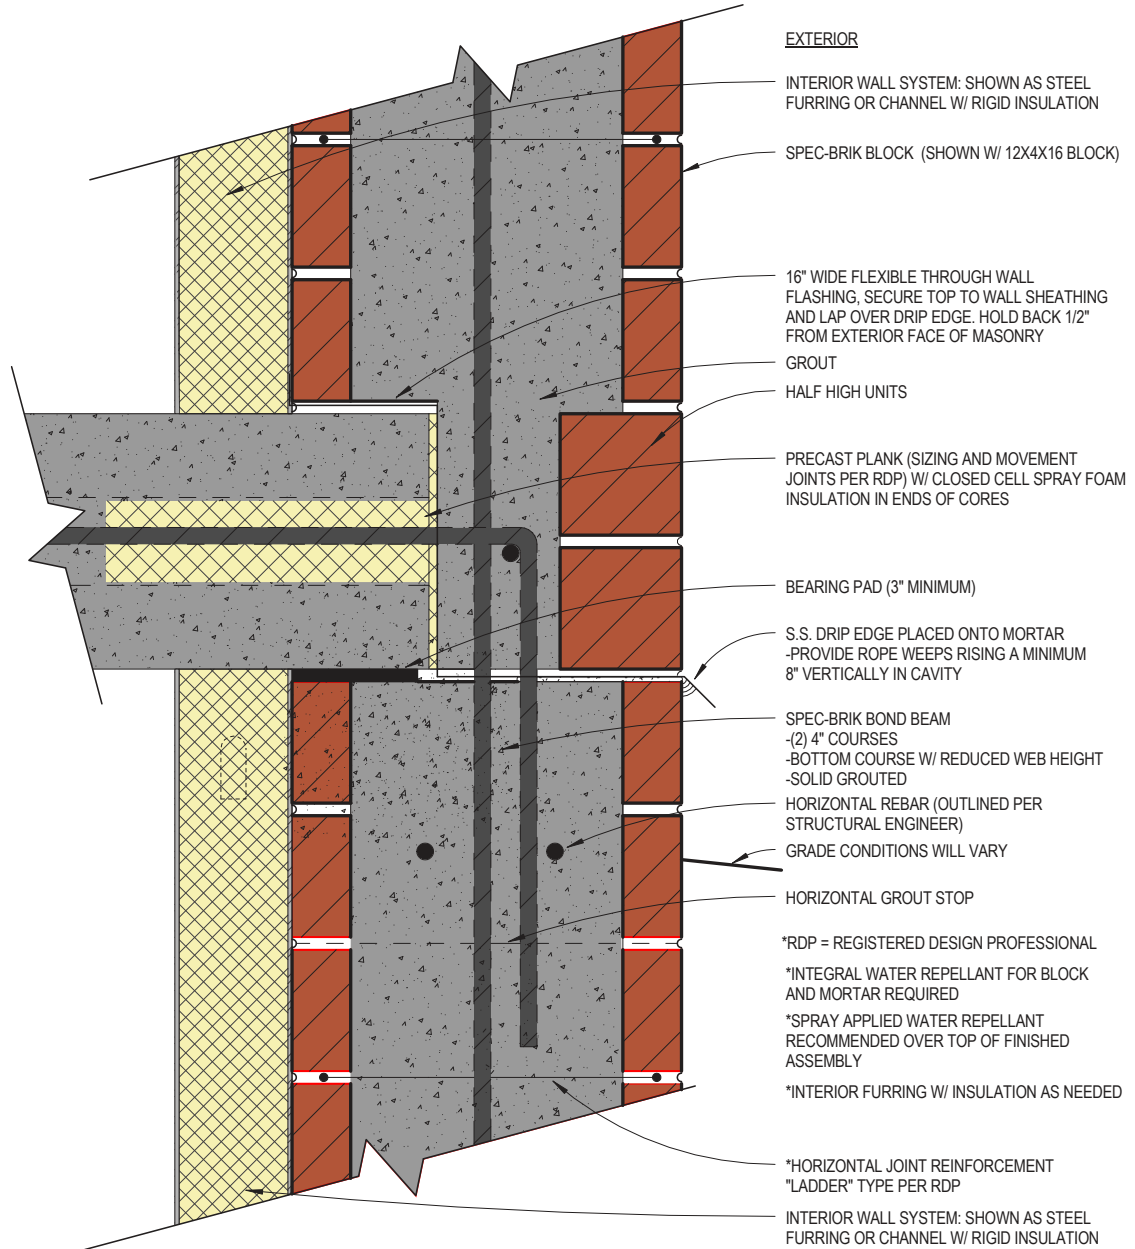 EXTERIOR
INTERIOR WALL SYSTEM: SHOWN AS STEEL
FURRING OR CHANNEL W/ RIGID INSULATION
SPEC-BRIK BLOCK (SHOWN W/ 12X4X16 BLOCK)
16" WIDE FLEXIBLE THROUGH WALL
FLASHING, SECURE TOP TO WALL SHEATHING
AND LAP OVER DRIP EDGE. HOLD BACK 1/2"
FROM EXTERIOR FACE OF MASONRY
GROUT
HALF HIGH UNITS
PRECAST PLANK (SIZING AND MOVEMENT
JOINTS PER RDP) W/ CLOSED CELL SPRAY FOAM
INSULATION IN ENDS OF CORES
BEARING PAD (3" MINIMUM)
S.S. DRIP EDGE PLACED ONTO MORTAR
-PROVIDE ROPE WEEPS RISING A MINIMUM
8" VERTICALLY IN CAVITY
SPEC-BRIK BOND BEAM
-(2) 4" COURSES
-BOTTOM COURSE W/ REDUCED WEB HEIGHT
-SOLID GROUTED
HORIZONTAL REBAR (OUTLINED PER
STRUCTURAL ENGINEER)
GRADE CONDITIONS WILL VARY
HORIZONTAL GROUT STOP
*RDP = REGISTERED DESIGN PROFESSIONAL
*INTEGRAL WATER REPELLANT FOR BLOCK
AND MORTAR REQUIRED
*SPRAY APPLIED WATER REPELLANT
RECOMMENDED OVER TOP OF FINISHED
ASSEMBLY
*INTERIOR FURRING W/ INSULATION AS NEEDED
*HORIZONTAL JOINT REINFORCEMENT
"LADDER" TYPE PER RDP
INTERIOR WALL SYSTEM: SHOWN AS STEEL
FURRING OR CHANNEL W/ RIGID INSULATION